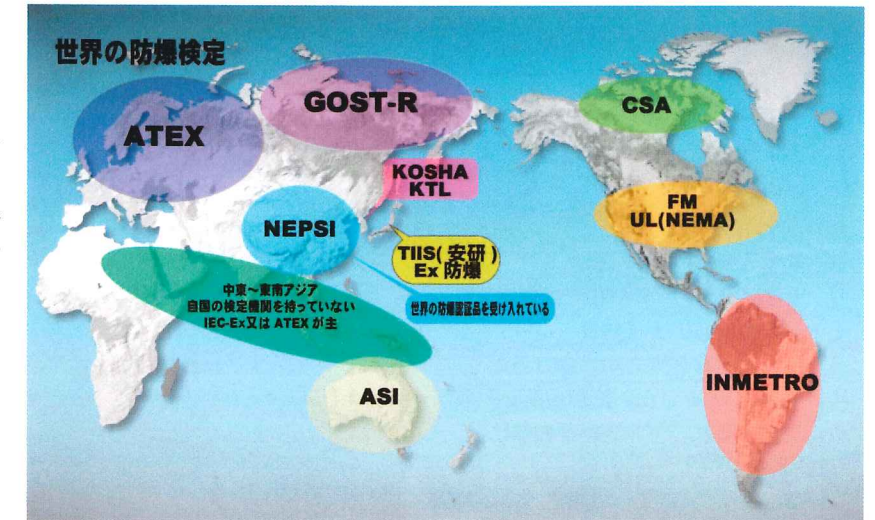 世界の防爆検定
ATEX
GOST-R
CSA
KOSHA
KTL
FM
UL(NEMA)
NEPSI
TIIS(安研)
Ex 防爆
中東～東南アジア
自国の検定機関を持っていない
IEC-Ex又は ATEX が主
世界の防爆認証品を受け入れている
INMETRO
ASI